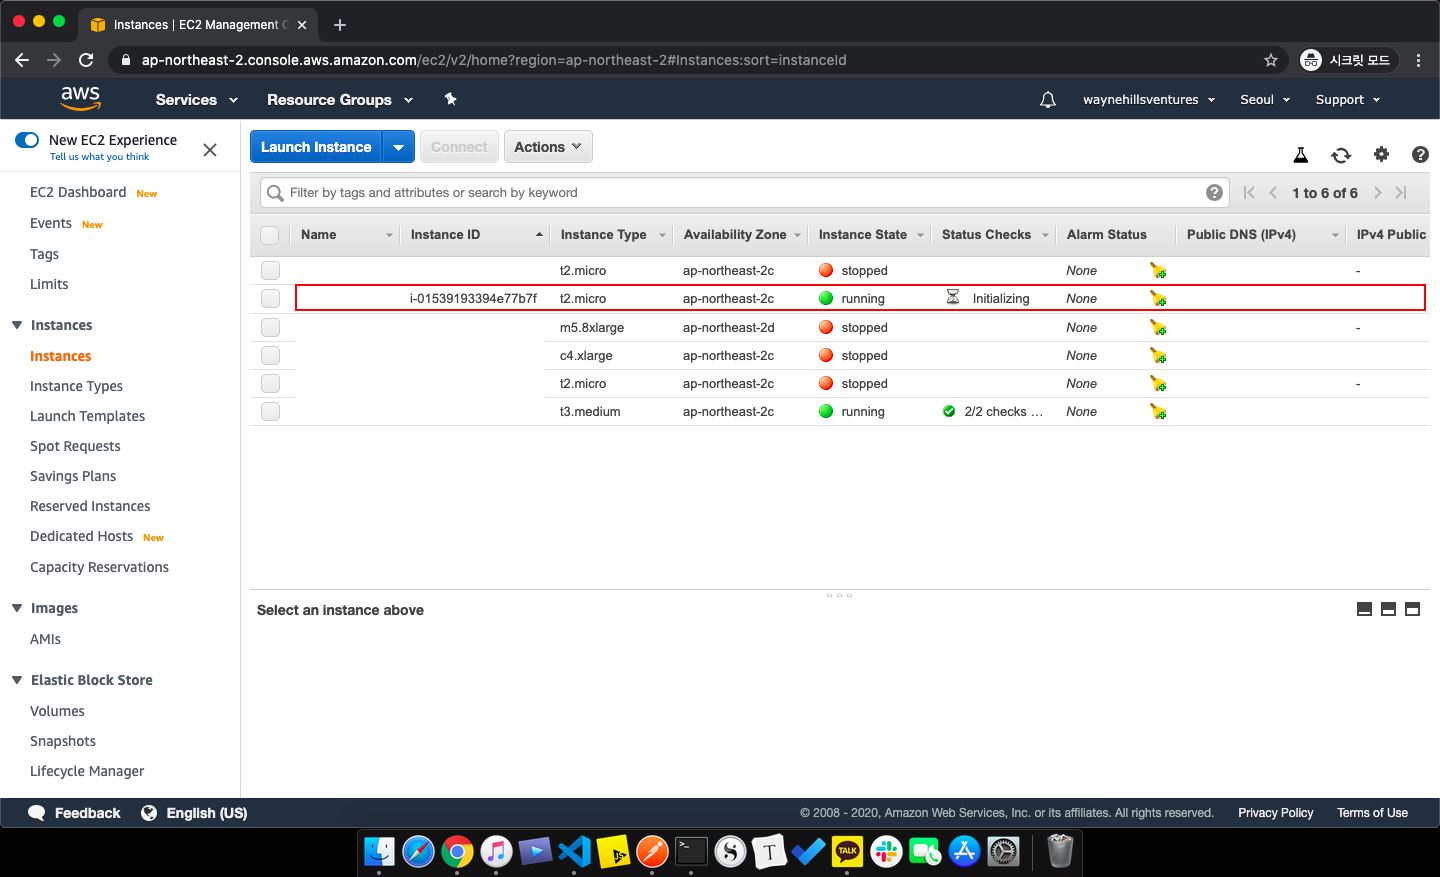 Instances | EC2 Management C
ap-northeast-2.console.aws.amazon.com/ec2/v2/home?region=ap-northeast-2#Instances:sort=instanceId
시크릿 모드
aws Services Resource Groups waynehillsventures Seoul Support
New EC2 Experience
Tell us what you think
EC2 Dashboard New
Events New
Tags
Limits
Instances
Instances
Instance Types
Launch Templates
Spot Requests
Savings Plans
Reserved Instances
Dedicated Hosts New
Capacity Reservations
Images
AMIs
Elastic Block Store
Volumes
Snapshots
Lifecycle Manager
Launch Instance Connect Actions
Filter by tags and attributes or search by keyword 1 to 6 of 6
Name Instance ID Instance Type Availability Zone Instance State Status Checks Alarm Status Public DNS (IPv4) IPv4 Public
t2.micro ap-northeast-2c stopped None -
i-01539193394e77b7f t2.micro ap-northeast-2c running Initializing None
m5.8xlarge ap-northeast-2d stopped None -
c4.xlarge ap-northeast-2c stopped None
t2.micro ap-northeast-2c stopped None -
t3.medium ap-northeast-2c running 2/2 checks ... None
Select an instance above
Feedback English (US) © 2008 - 2020, Amazon Web Services, Inc. or its affiliates. All rights reserved. Privacy Policy Terms of Use
JS >_ S T TALK